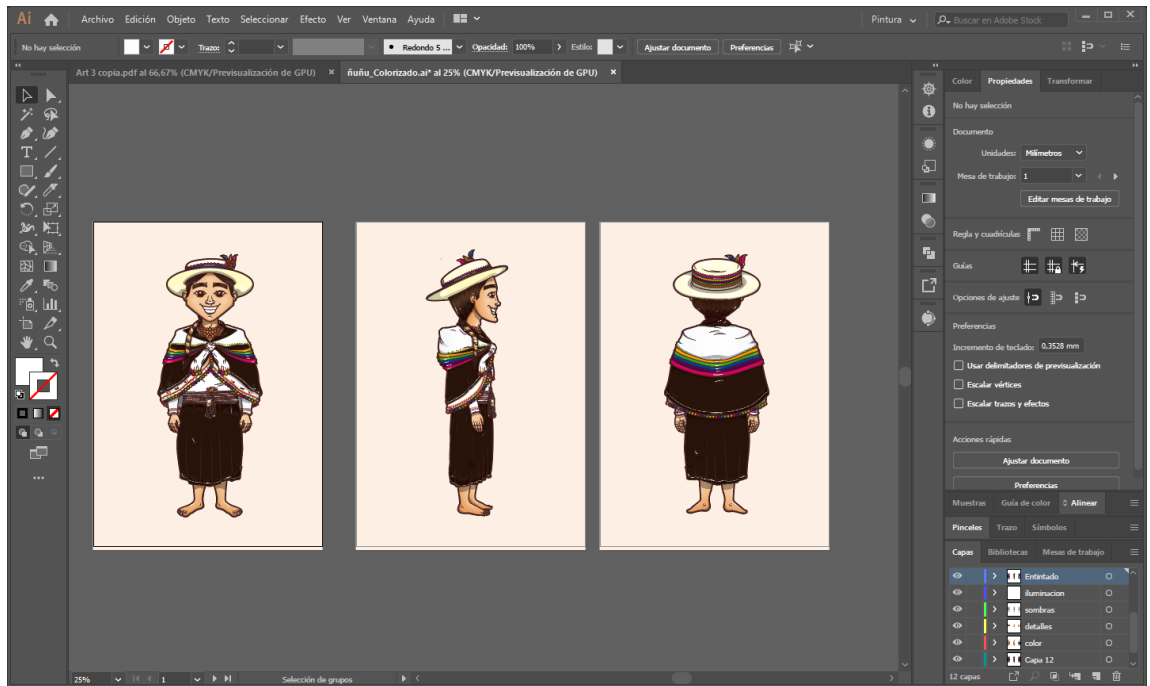 Ai Archivo Edición Objeto Texto Seleccionar Efecto Ver Ventana Ayuda Pintura Buscar en Adobe Stock
No hay selección Trazo: Redondo 5 ... Opacidad: 100% Estilo: Ajustar documento Preferencias
Art 3 copia.pdf al 66,67% (CMYK/Previsualización de GPU) × ñuñu_Colorizado.ai* al 25% (CMYK/Previsualización de GPU) ×
Color Propiedades Transformar
No hay selección
Documento
Unidades: Milímetros
Mesa de trabajo: 1
Editar mesas de trabajo
Regla y cuadrículas
Guías
Opciones de ajuste
Preferencias
Incremento de teclado: 0,3528 mm
Usar delimitadores de previsualización
Escalar vértices
Escalar trazos y efectos
Acciones rápidas
Ajustar documento
Preferencias
Muestras Guía de color Alinear
Pinceles Trazo Símbolos
Capas Bibliotecas Mesas de trabajo
Entintado
iluminacion
sombras
detalles
color
Capa 12
12 capas
25% 1 Selección de grupos